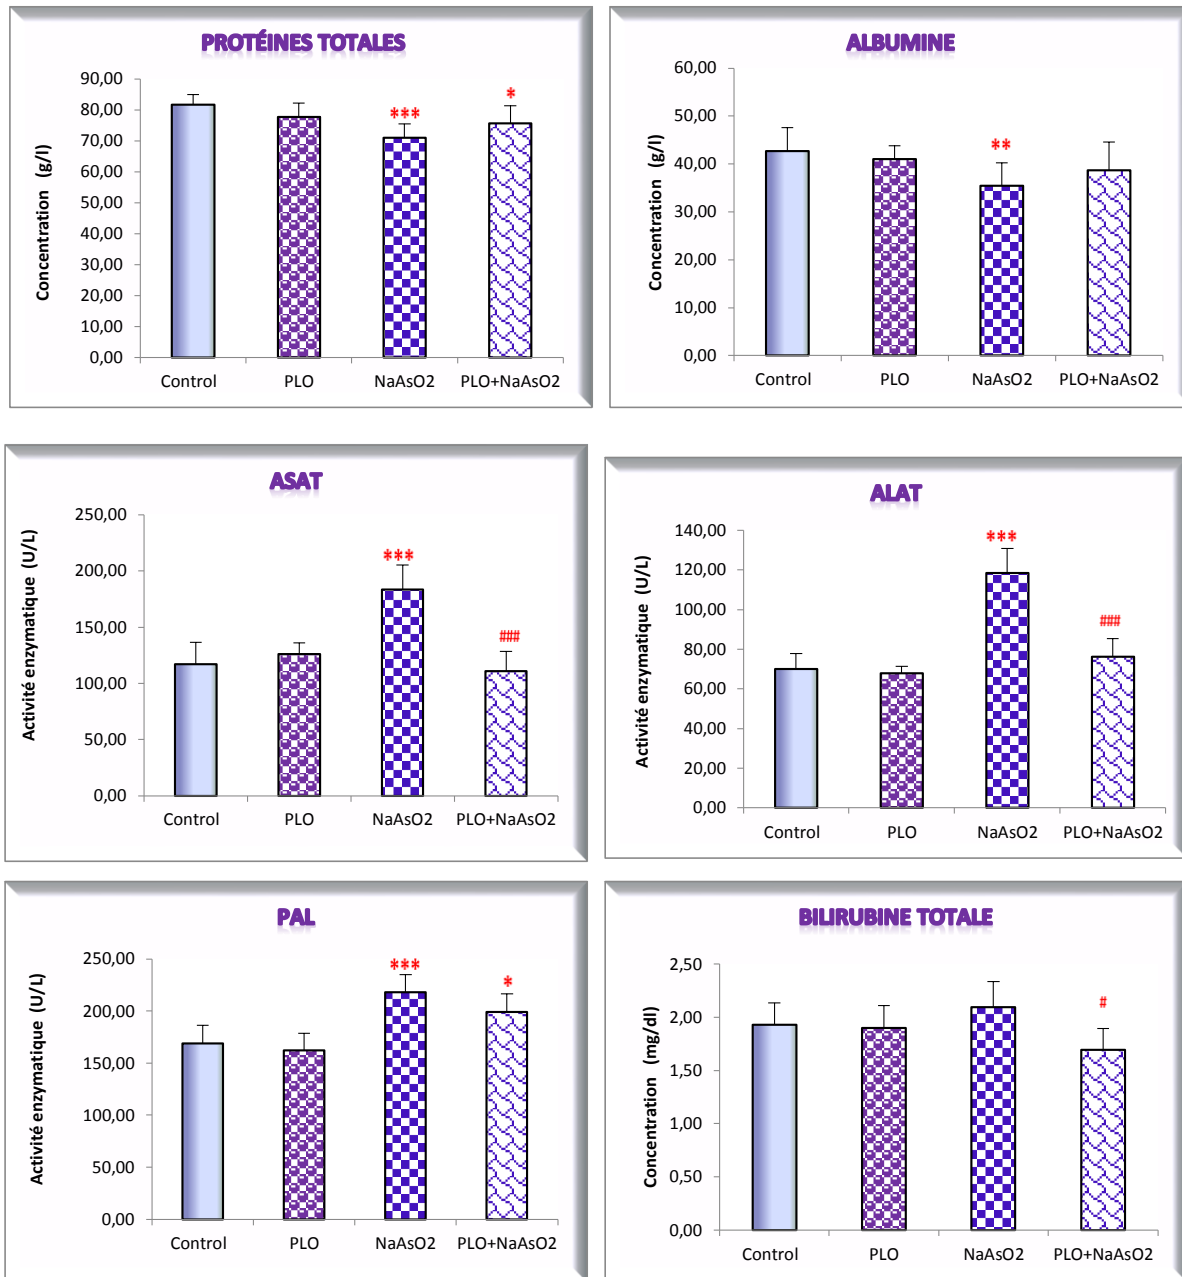 PROTÉINES TOTALES
Concentration (g/l)
90,00
80,00
70,00
60,00
50,00
40,00
30,00
20,00
10,00
0,00
***
*
Control PLO NaAsO2 PLO+NaAsO2
ALBUMINE
Concentration (g/l)
60,00
50,00
40,00
30,00
20,00
10,00
0,00
**
Control PLO NaAsO2 PLO+NaAsO2
ASAT
Activité enzymatique (U/L)
250,00
200,00
150,00
100,00
50,00
0,00
***
###
Control PLO NaAsO2 PLO+NaAsO2
ALAT
Activité enzymatique (U/L)
140,00
120,00
100,00
80,00
60,00
40,00
20,00
0,00
***
###
Control PLO NaAsO2 PLO+NaAsO2
PAL
Activité enzymatique (U/L)
250,00
200,00
150,00
100,00
50,00
0,00
***
*
Control PLO NaAsO2 PLO+NaAsO2
BILIRUBINE TOTALE
Concentration (mg/dl)
2,50
2,00
1,50
1,00
0,50
0,00
#
Control PLO NaAsO2 PLO+NaAsO2